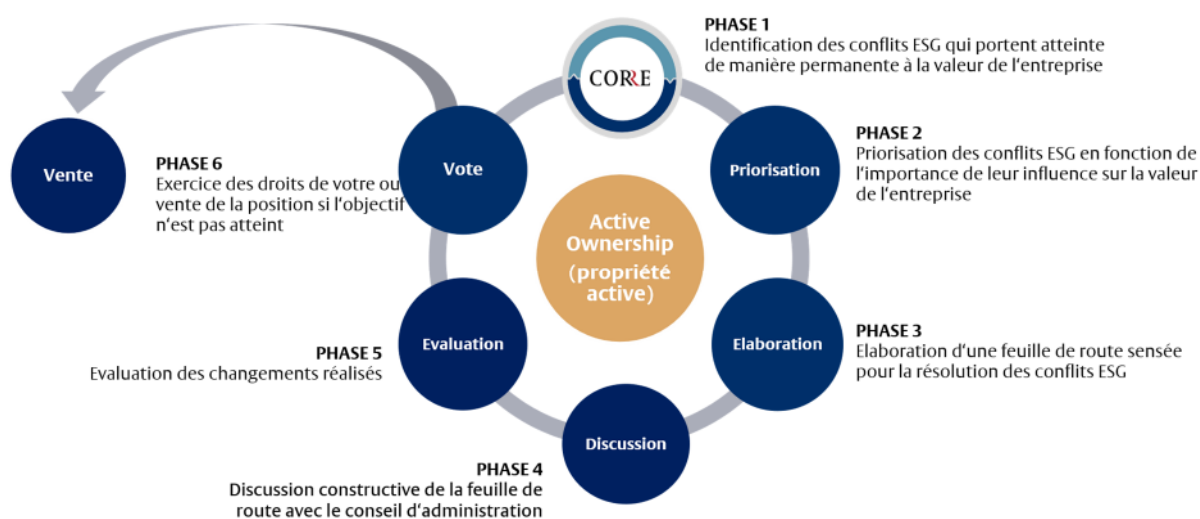 PHASE 1
Identification des conflits ESG qui portent atteinte
de manière permanente à la valeur de l'entreprise
CORRE
PHASE 2
Priorisation des conflits ESG en fonction de
l'importance de leur influence sur la valeur
de l'entreprise
Priorisation
PHASE 3
Elaboration d'une feuille de route sensée
pour la résolution des conflits ESG
Elaboration
PHASE 4
Discussion constructive de la feuille de
route avec le conseil d'administration
Discussion
PHASE 5
Evaluation des changements réalisés
Evaluation
PHASE 6
Exercice des droits de votre ou
vente de la position si l'objectif
n'est pas atteint
Vote
Vente
Active
Ownership
(propriété
active)